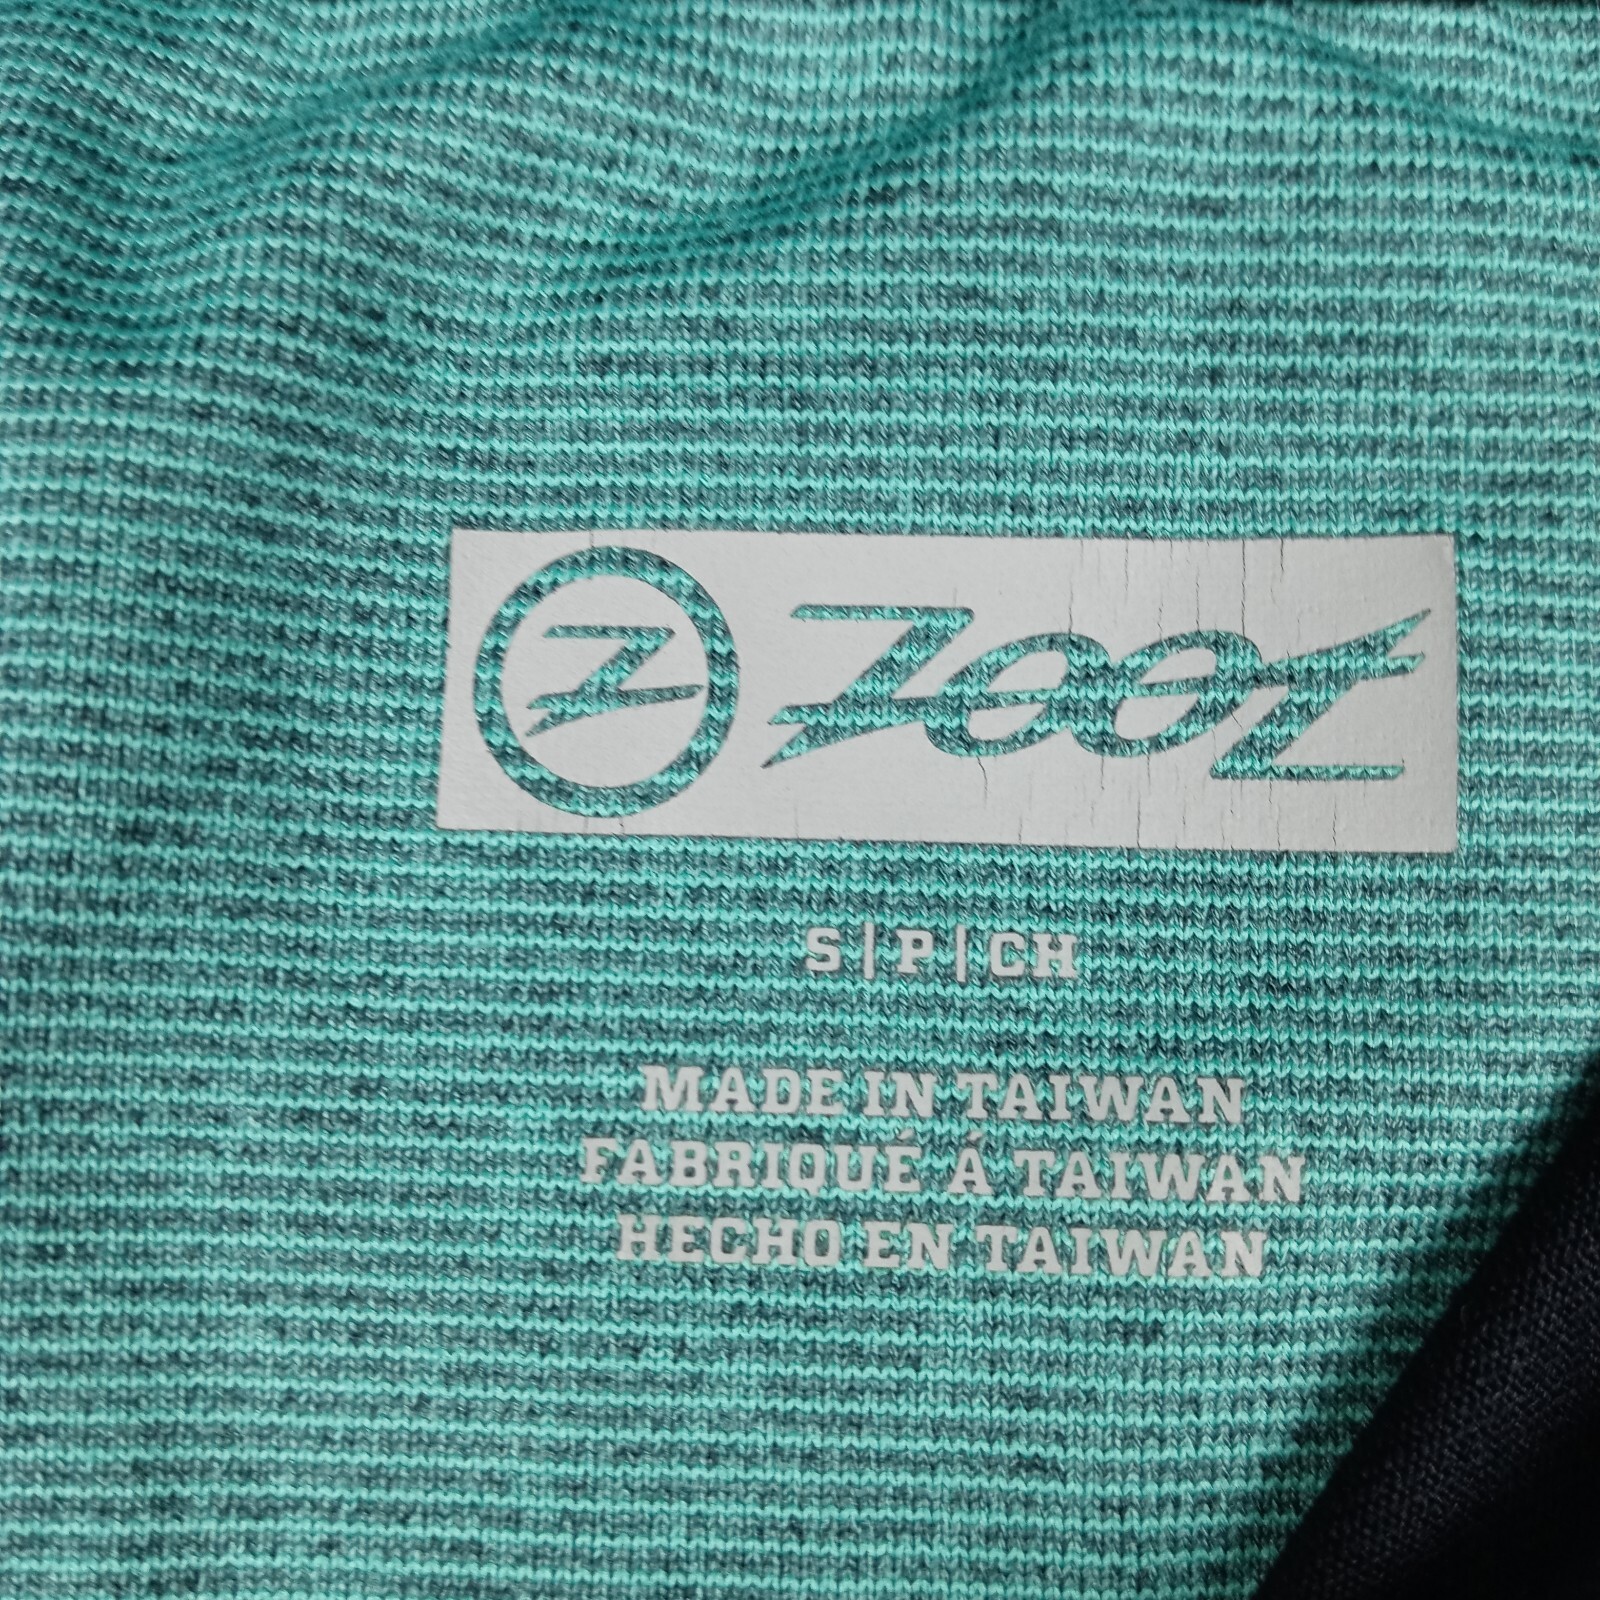 Z ZOOT
S|P|CH
MADE IN TAIWAN
FABRIQUÉ Á TAIWAN
HECHO EN TAIWAN